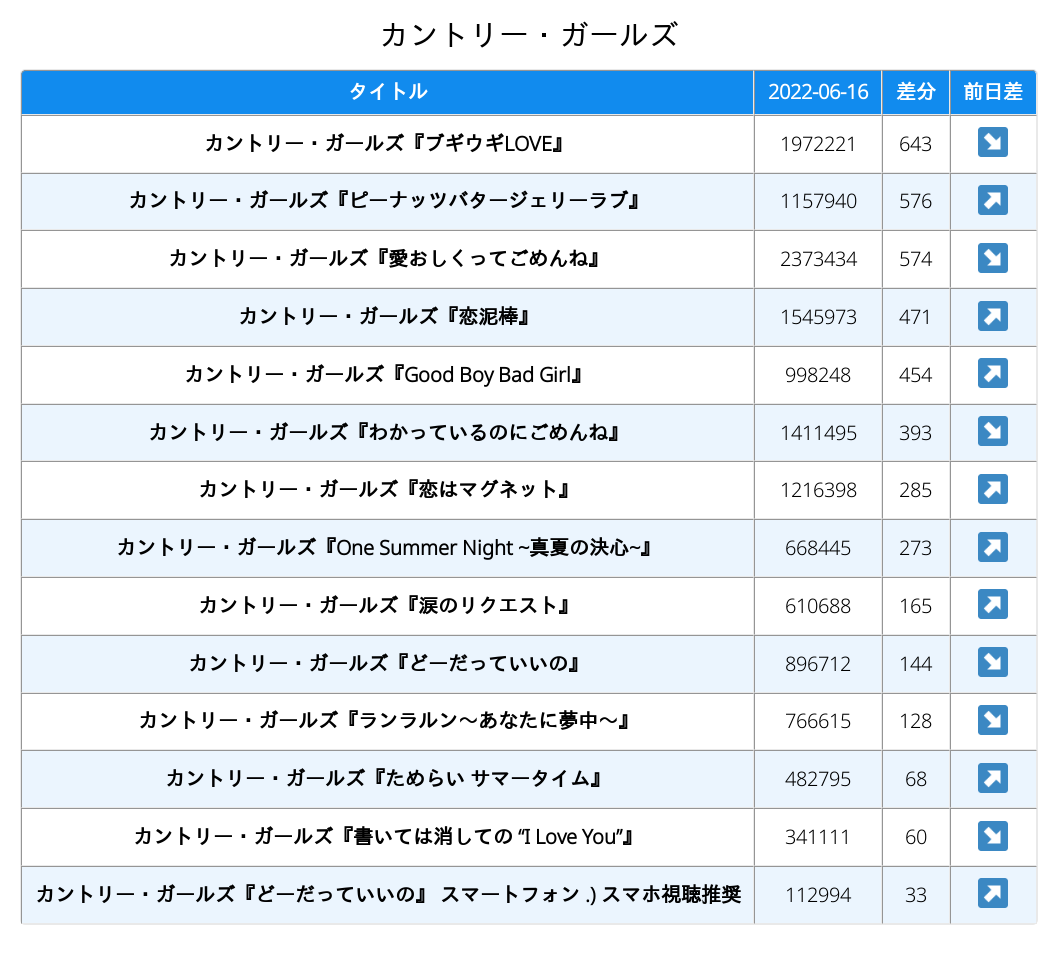 カントリー・ガールズ
タイトル 2022-06-16 差分 前日差
カントリー・ガールズ『ブギウギLOVE』 1972221 643 ↘
カントリー・ガールズ『ピーナッツバタージェリーラブ』 1157940 576 ↗
カントリー・ガールズ『愛おしくってごめんね』 2373434 574 ↘
カントリー・ガールズ『恋泥棒』 1545973 471 ↗
カントリー・ガールズ『Good Boy Bad Girl』 998248 454 ↗
カントリー・ガールズ『わかっているのにごめんね』 1411495 393 ↘
カントリー・ガールズ『恋はマグネット』 1216398 285 ↗
カントリー・ガールズ『One Summer Night ~真夏の決心~』 668445 273 ↗
カントリー・ガールズ『涙のリクエスト』 610688 165 ↗
カントリー・ガールズ『どーだっていいの』 896712 144 ↘
カントリー・ガールズ『ランラルン～あなたに夢中～』 766615 128 ↘
カントリー・ガールズ『ためらい サマータイム』 482795 68 ↗
カントリー・ガールズ『書いては消しての “I Love You”』 341111 60 ↘
カントリー・ガールズ『どーだっていいの』 スマートフォン .) スマホ視聴推奨 112994 33 ↗